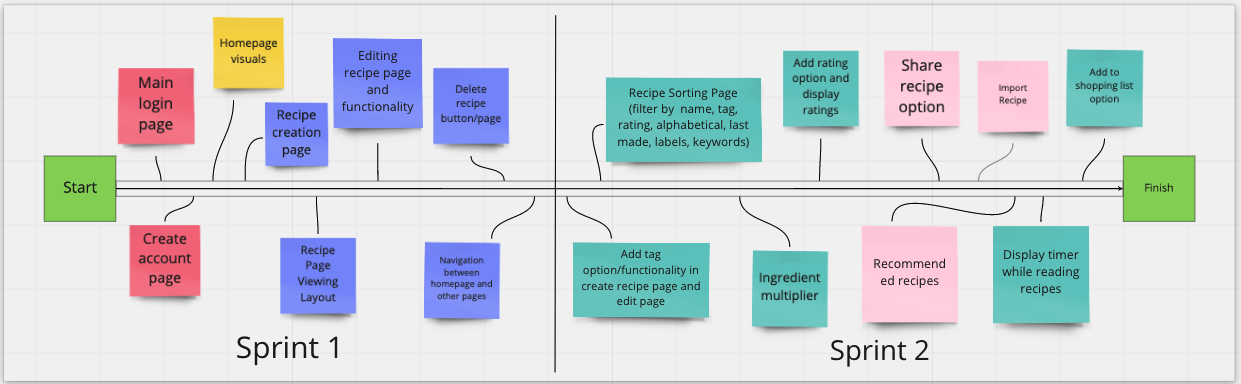 Start
Main
login
page
Homepage
visuals
Recipe
creation
page
Editing
recipe page
and
functionality
Delete
recipe
button/page
Create
account
page
Recipe
Page
Viewing
Layout
Navigation
between
homepage and
other pages
Sprint 1
Recipe Sorting Page
(filter by name, tag,
rating, alphabetical, last
made, labels, keywords)
Add rating
option and
display
ratings
Share
recipe
option
Import
Recipe
Add to
shopping list
option
Add tag
option/functionality in
create recipe page and
edit page
Ingredient
multiplier
Recommend
ed recipes
Display timer
while reading
recipes
Sprint 2
Finish